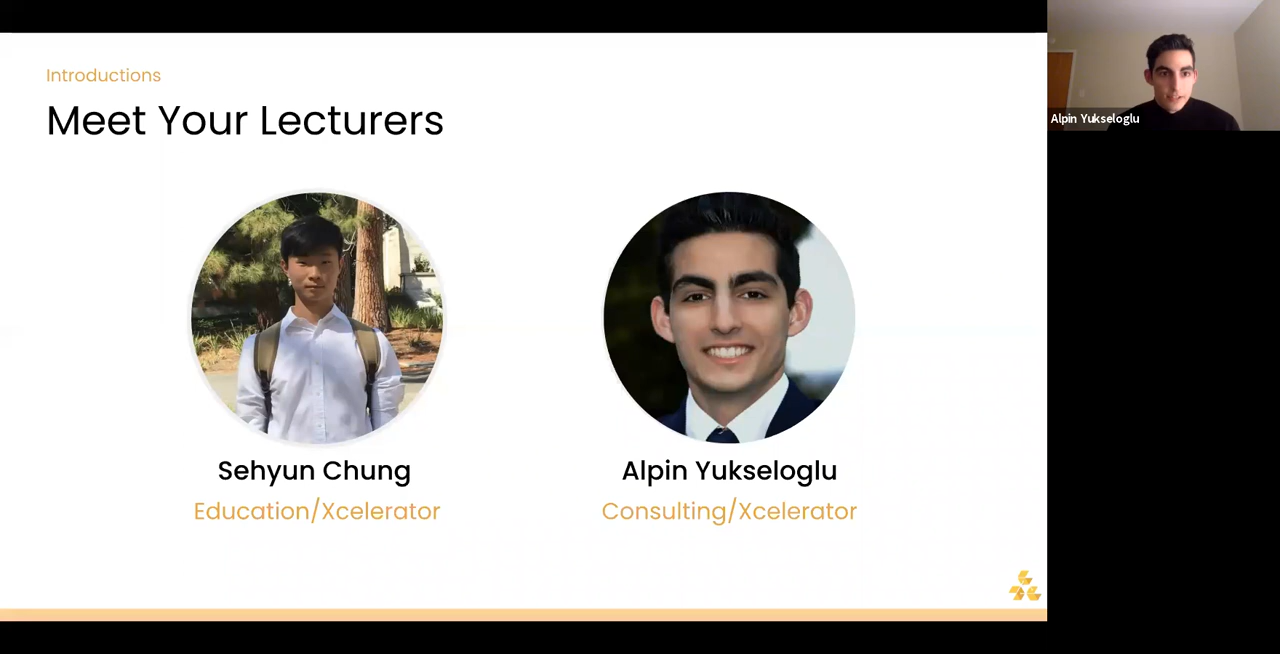 Introductions
Meet Your Lecturers
Sehyun Chung
Education/Xcelerator
Alpin Yukseloglu
Consulting/Xcelerator
Alpin Yukseloglu